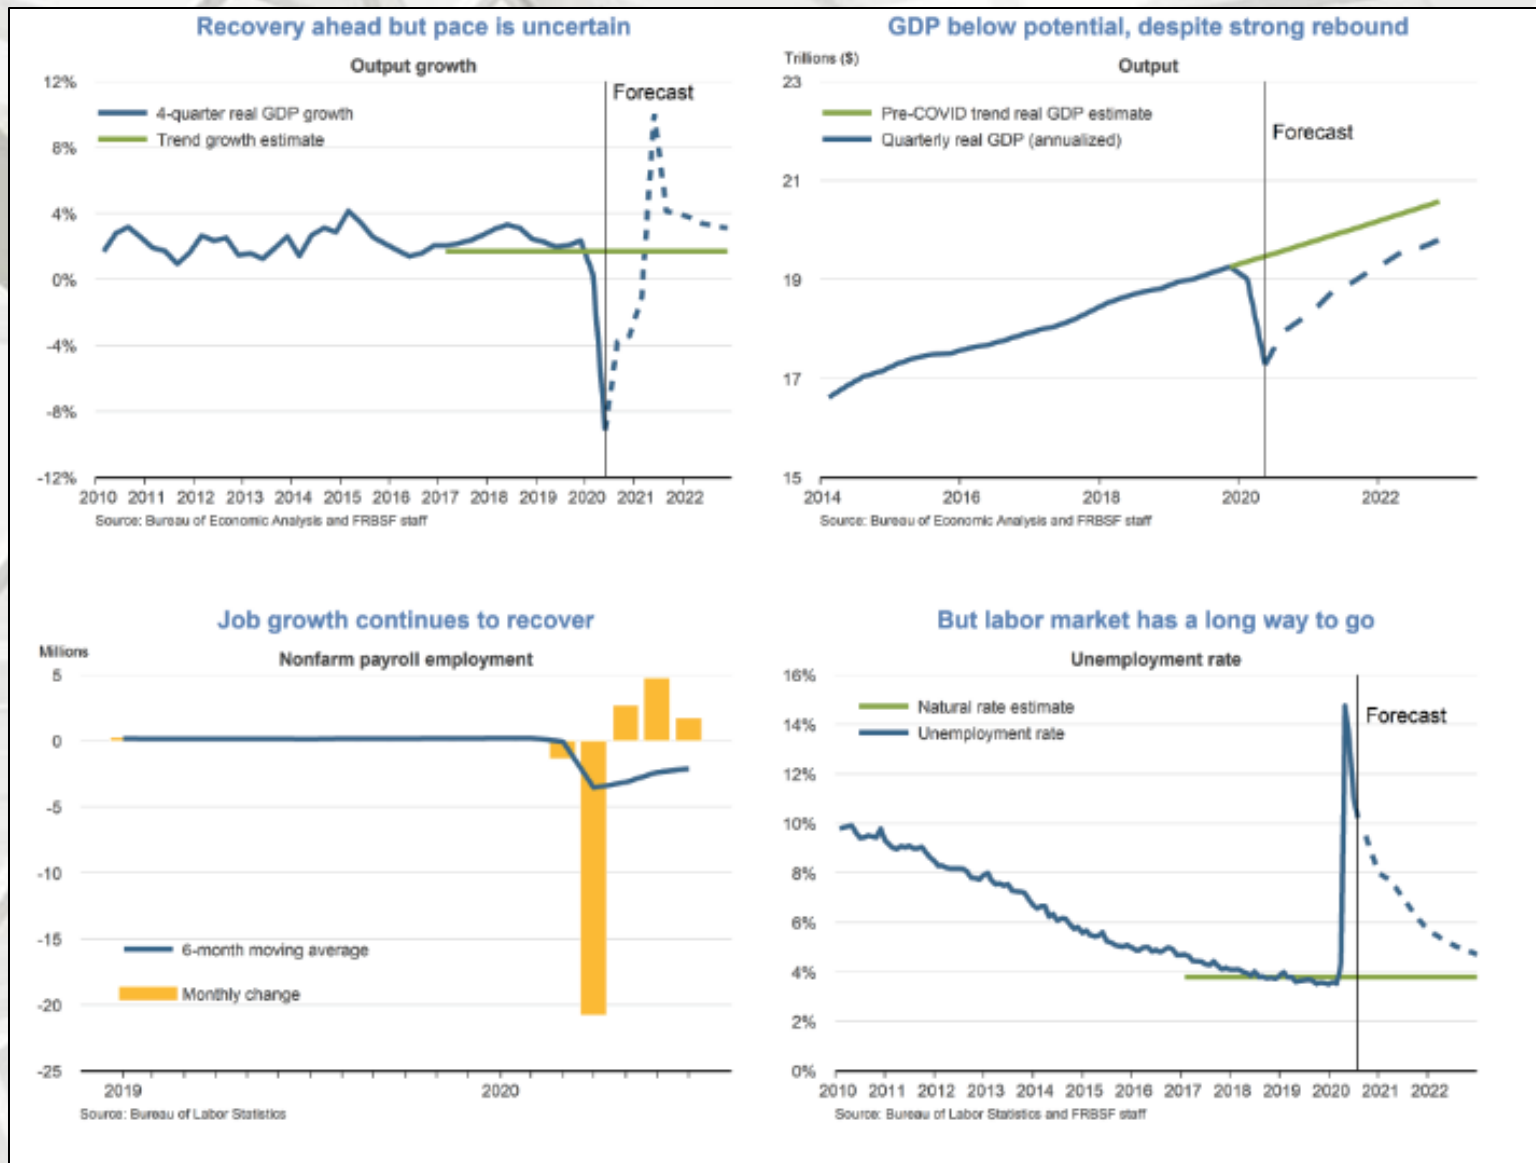 Recovery ahead but pace is uncertain
Output growth
12%
8%
4%
0%
-4%
-8%
-12%
4-quarter real GDP growth
Trend growth estimate
Forecast
2010 2011 2012 2013 2014 2015 2016 2017 2018 2019 2020 2021 2022
Source: Bureau of Economic Analysis and FRBSF staff
GDP below potential, despite strong rebound
Trillions ($)
Output
23
21
19
17
15
Pre-COVID trend real GDP estimate
Quarterly real GDP (annualized)
Forecast
2014 2016 2018 2020 2022
Source: Bureau of Economic Analysis and FRBSF staff
Job growth continues to recover
Millions
Nonfarm payroll employment
5
0
-5
-10
-15
-20
-25
6-month moving average
Monthly change
2019 2020
Source: Bureau of Labor Statistics
But labor market has a long way to go
Unemployment rate
16%
14%
12%
10%
8%
6%
4%
2%
0%
Natural rate estimate
Unemployment rate
Forecast
2010 2011 2012 2013 2014 2015 2016 2017 2018 2019 2020 2021 2022
Source: Bureau of Labor Statistics and FRBSF staff